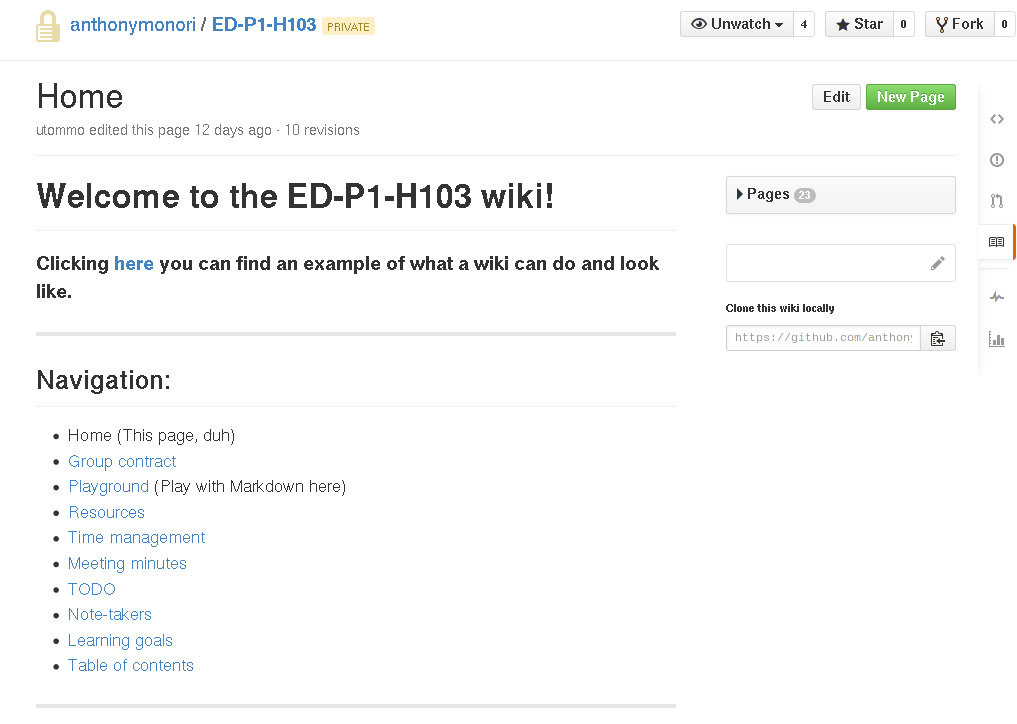 anthonymonori / ED-P1-H103 PRIVATE
Unwatch 4 Star 0 Fork 0
Home
Edit New Page
utommo edited this page 12 days ago · 10 revisions
Welcome to the ED-P1-H103 wiki!
Pages 23
Clicking here you can find an example of what a wiki can do and look
like.
Clone this wiki locally
https://github.com/anthony
Navigation:
Home (This page, duh)
Group contract
Playground (Play with Markdown here)
Resources
Time management
Meeting minutes
TODO
Note-takers
Learning goals
Table of contents